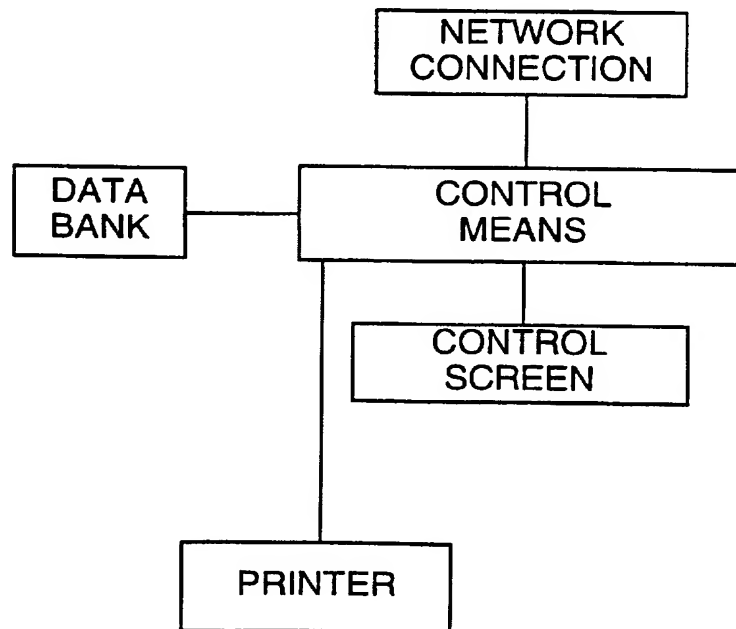 NETWORK
CONNECTION
DATA
BANK
CONTROL
MEANS
CONTROL
SCREEN
PRINTER